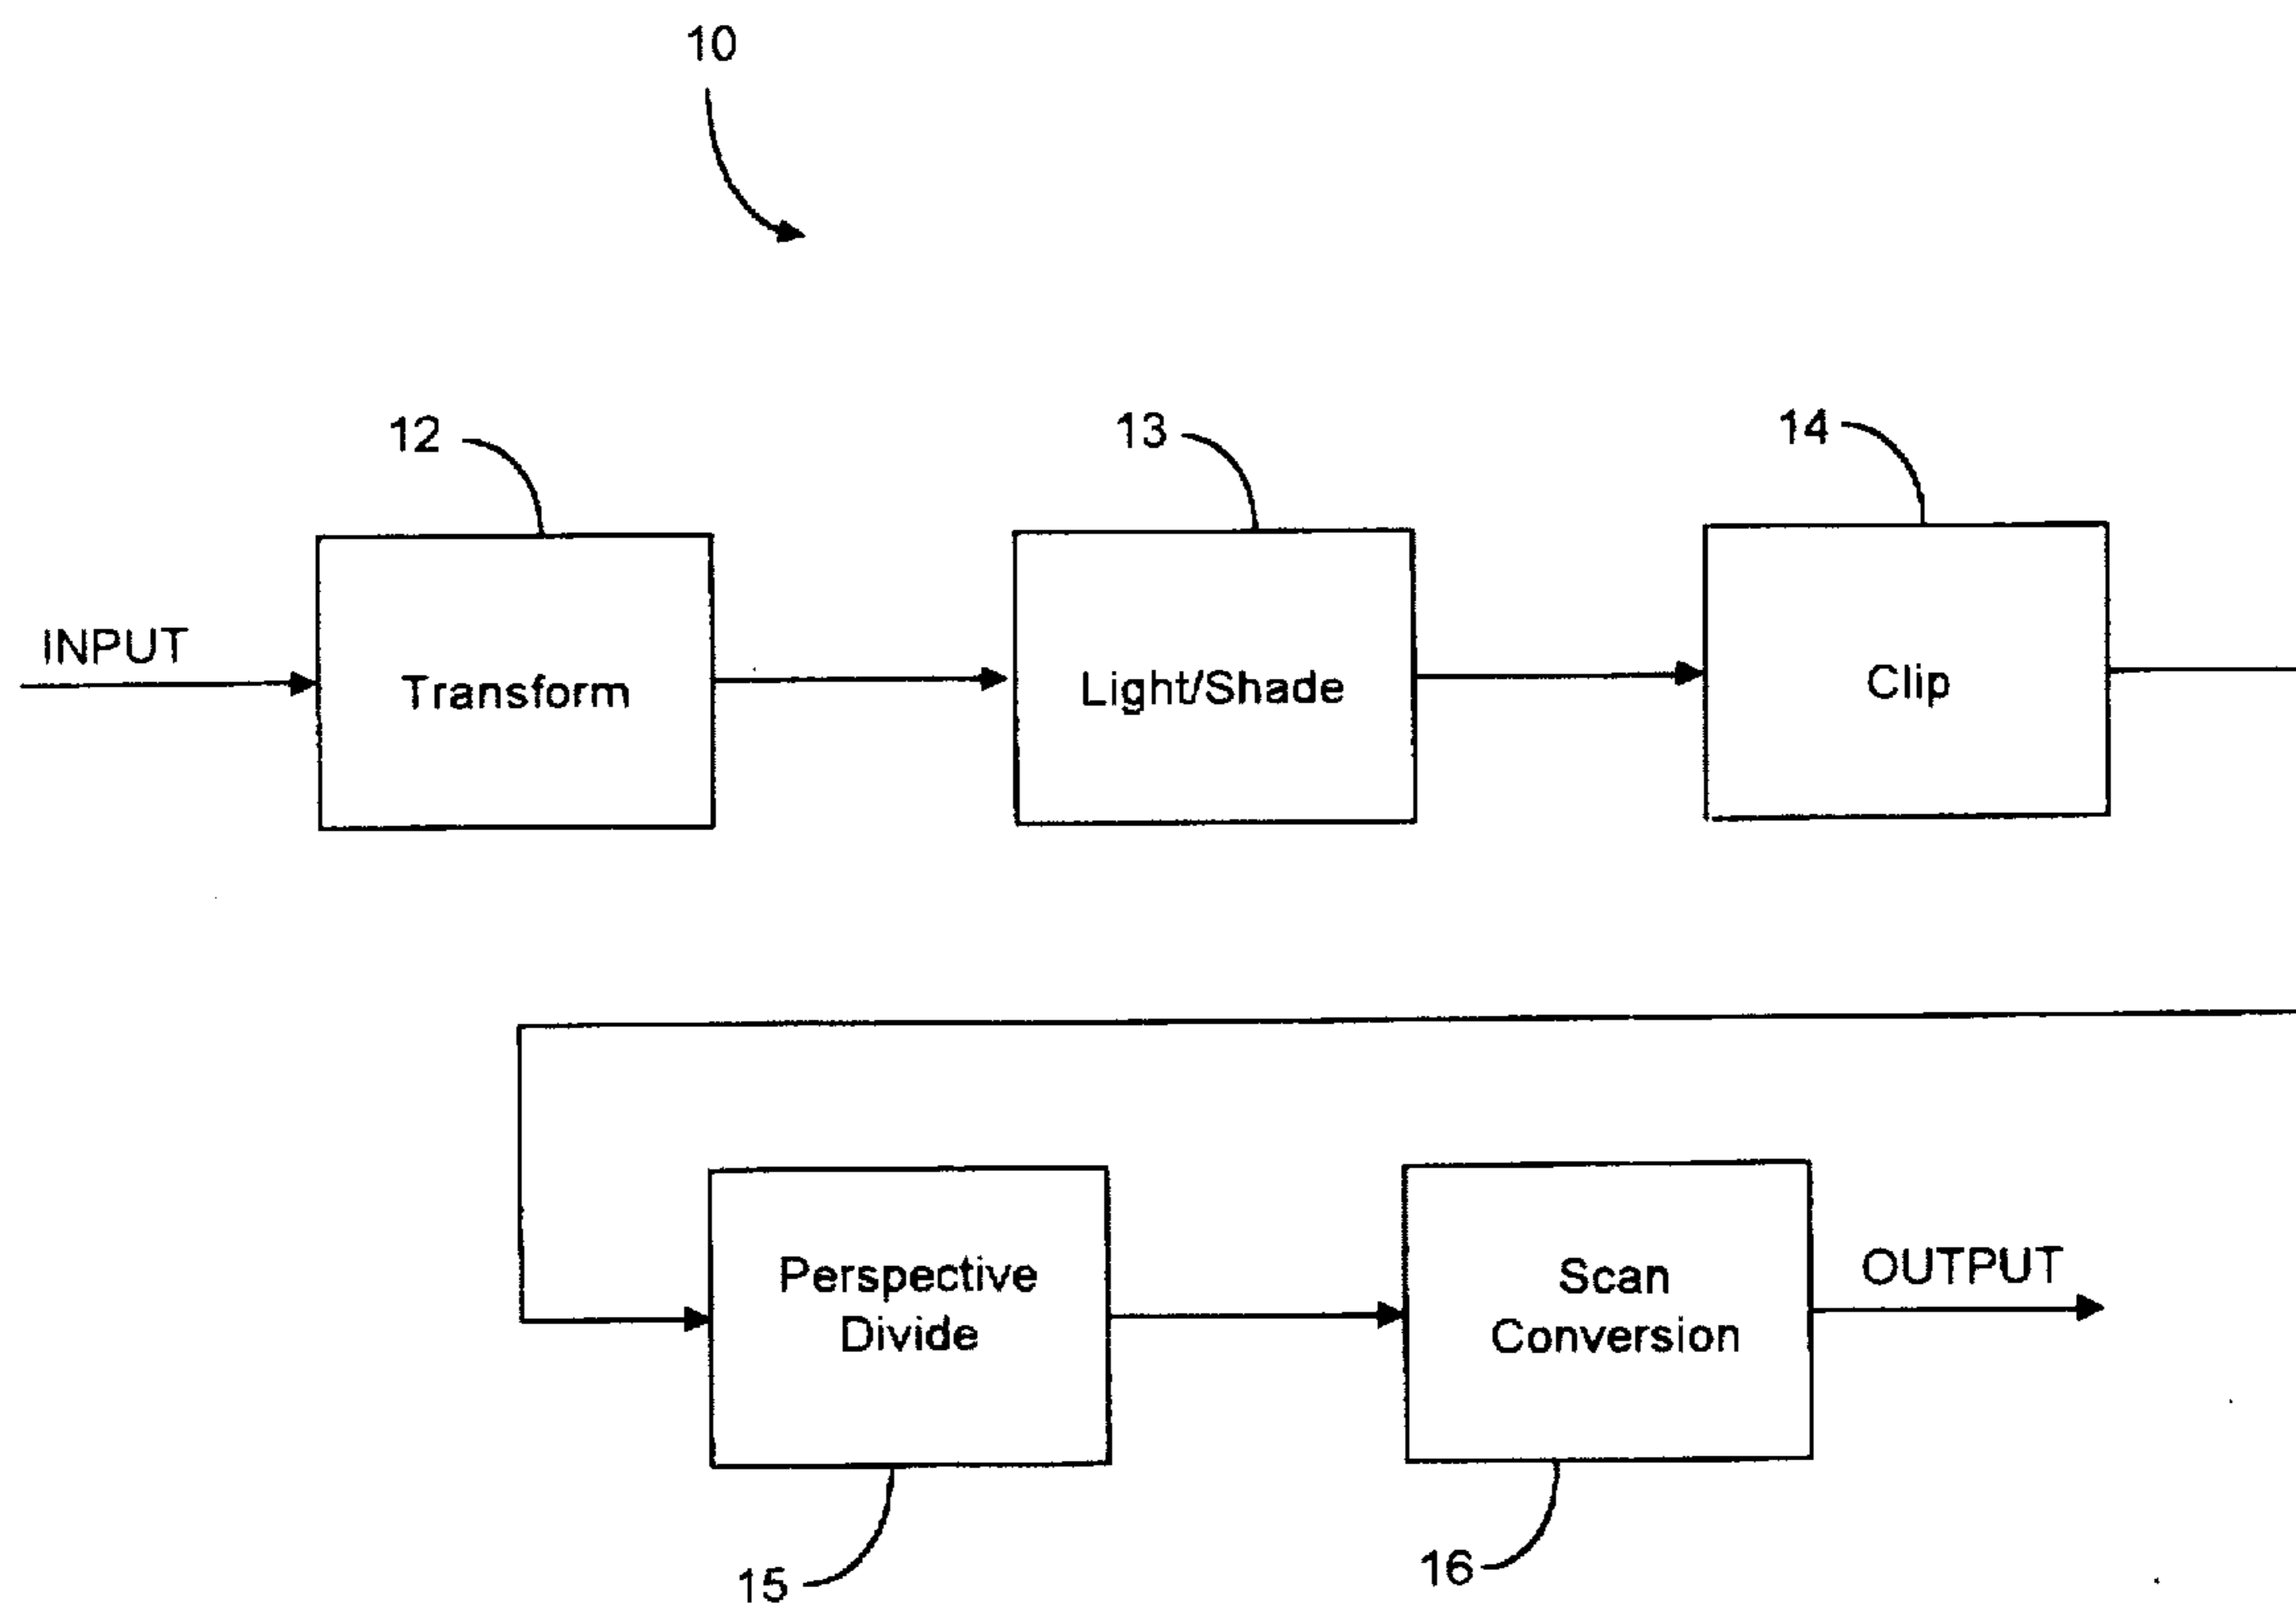 10
12
13
14
INPUT
Transform
Light/Shade
Clip
Perspective
Divide
Scan
Conversion
OUTPUT
15
16